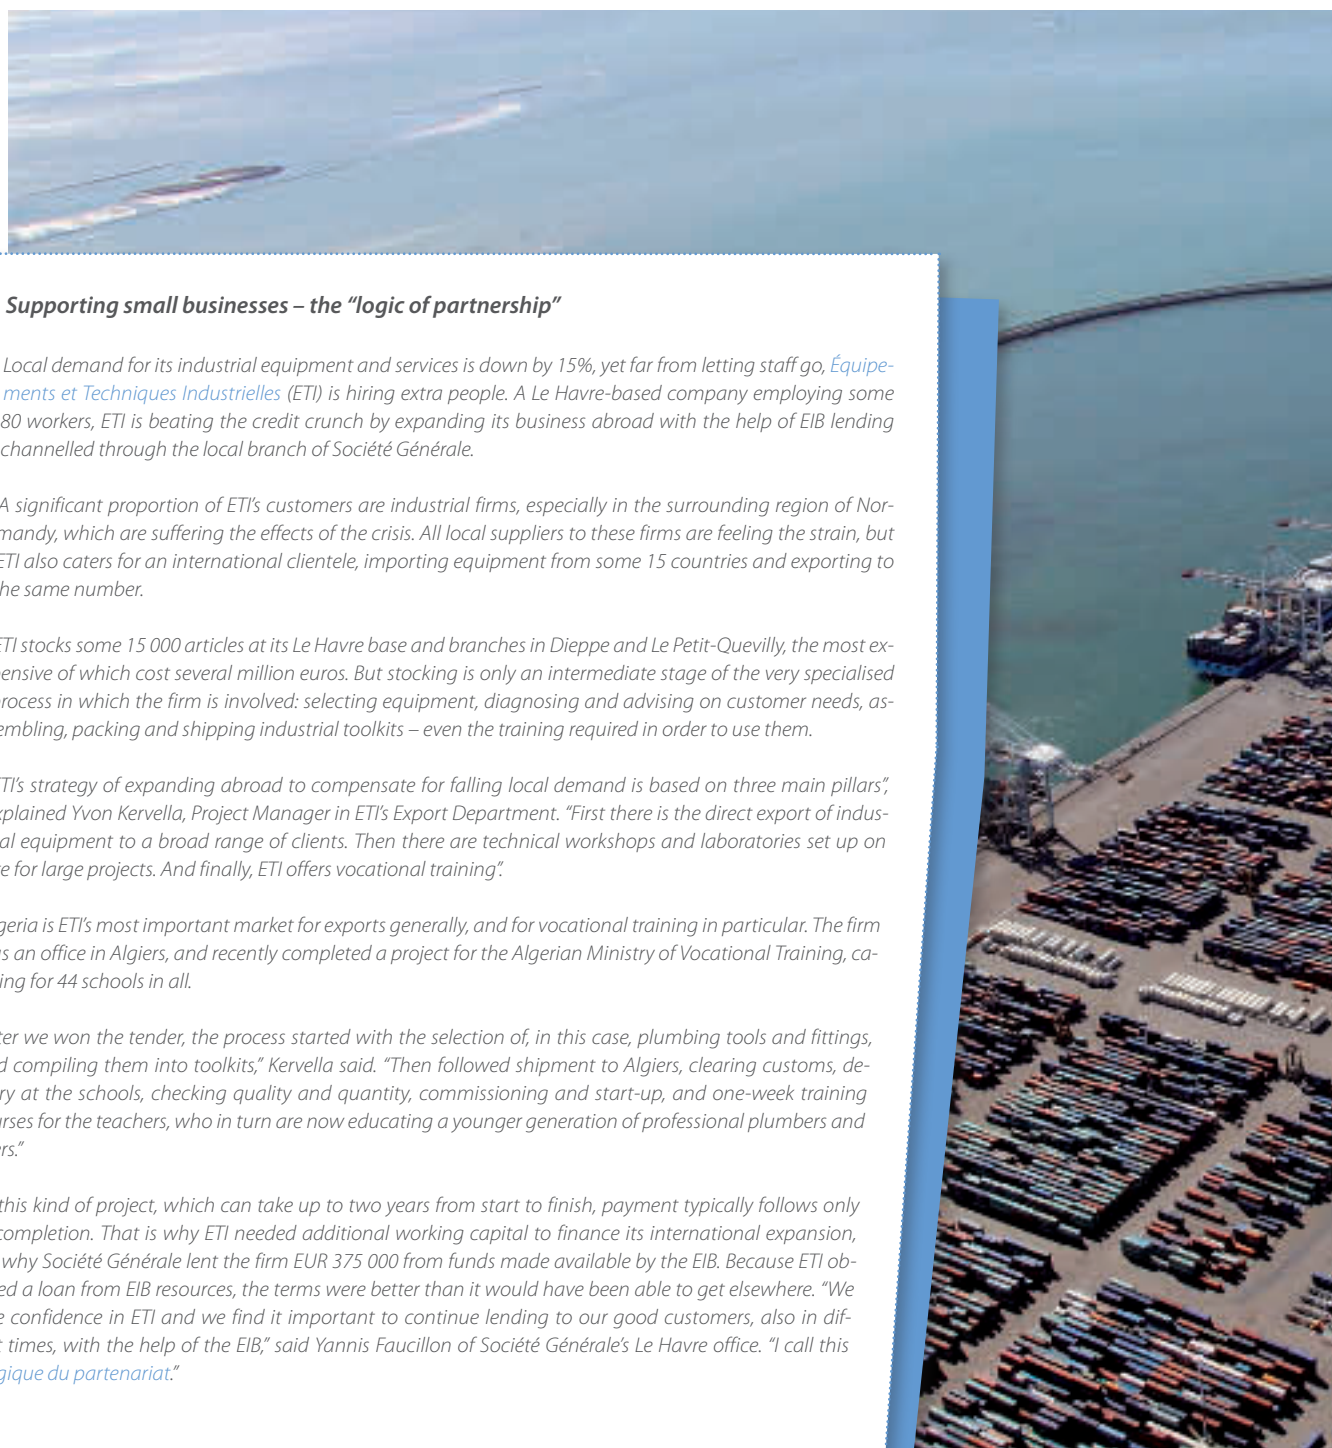 Supporting small businesses – the “logic of partnership”
Local demand for its industrial equipment and services is down by 15%, yet far from letting staff go, Équipe-
ments et Techniques Industrielles (ETI) is hiring extra people. A Le Havre-based company employing some
80 workers, ETI is beating the credit crunch by expanding its business abroad with the help of EIB lending
channelled through the local branch of Société Générale.
A significant proportion of ETI’s customers are industrial firms, especially in the surrounding region of Nor-
mandy, which are suffering the effects of the crisis. All local suppliers to these firms are feeling the strain, but
ETI also caters for an international clientele, importing equipment from some 15 countries and exporting to
he same number.
ETI stocks some 15 000 articles at its Le Havre base and branches in Dieppe and Le Petit-Quevilly, the most ex-
ensive of which cost several million euros. But stocking is only an intermediate stage of the very specialised
rocess in which the firm is involved: selecting equipment, diagnosing and advising on customer needs, as-
embling, packing and shipping industrial toolkits – even the training required in order to use them.
TI’s strategy of expanding abroad to compensate for falling local demand is based on three main pillars”,
xplained Yvon Kervella, Project Manager in ETI’s Export Department. “First there is the direct export of indus-
al equipment to a broad range of clients. Then there are technical workshops and laboratories set up on
e for large projects. And finally, ETI offers vocational training”.
geria is ETI’s most important market for exports generally, and for vocational training in particular. The firm
s an office in Algiers, and recently completed a project for the Algerian Ministry of Vocational Training, ca-
ing for 44 schools in all.
ter we won the tender, the process started with the selection of, in this case, plumbing tools and fittings,
d compiling them into toolkits,” Kervella said. “Then followed shipment to Algiers, clearing customs, de-
ry at the schools, checking quality and quantity, commissioning and start-up, and one-week training
urses for the teachers, who in turn are now educating a younger generation of professional plumbers and
ers.”
this kind of project, which can take up to two years from start to finish, payment typically follows only
completion. That is why ETI needed additional working capital to finance its international expansion,
why Société Générale lent the firm EUR 375 000 from funds made available by the EIB. Because ETI ob-
ed a loan from EIB resources, the terms were better than it would have been able to get elsewhere. “We
e confidence in ETI and we find it important to continue lending to our good customers, also in dif-
t times, with the help of the EIB,” said Yannis Faucillon of Société Générale’s Le Havre office. “I call this
gique du partenariat.”